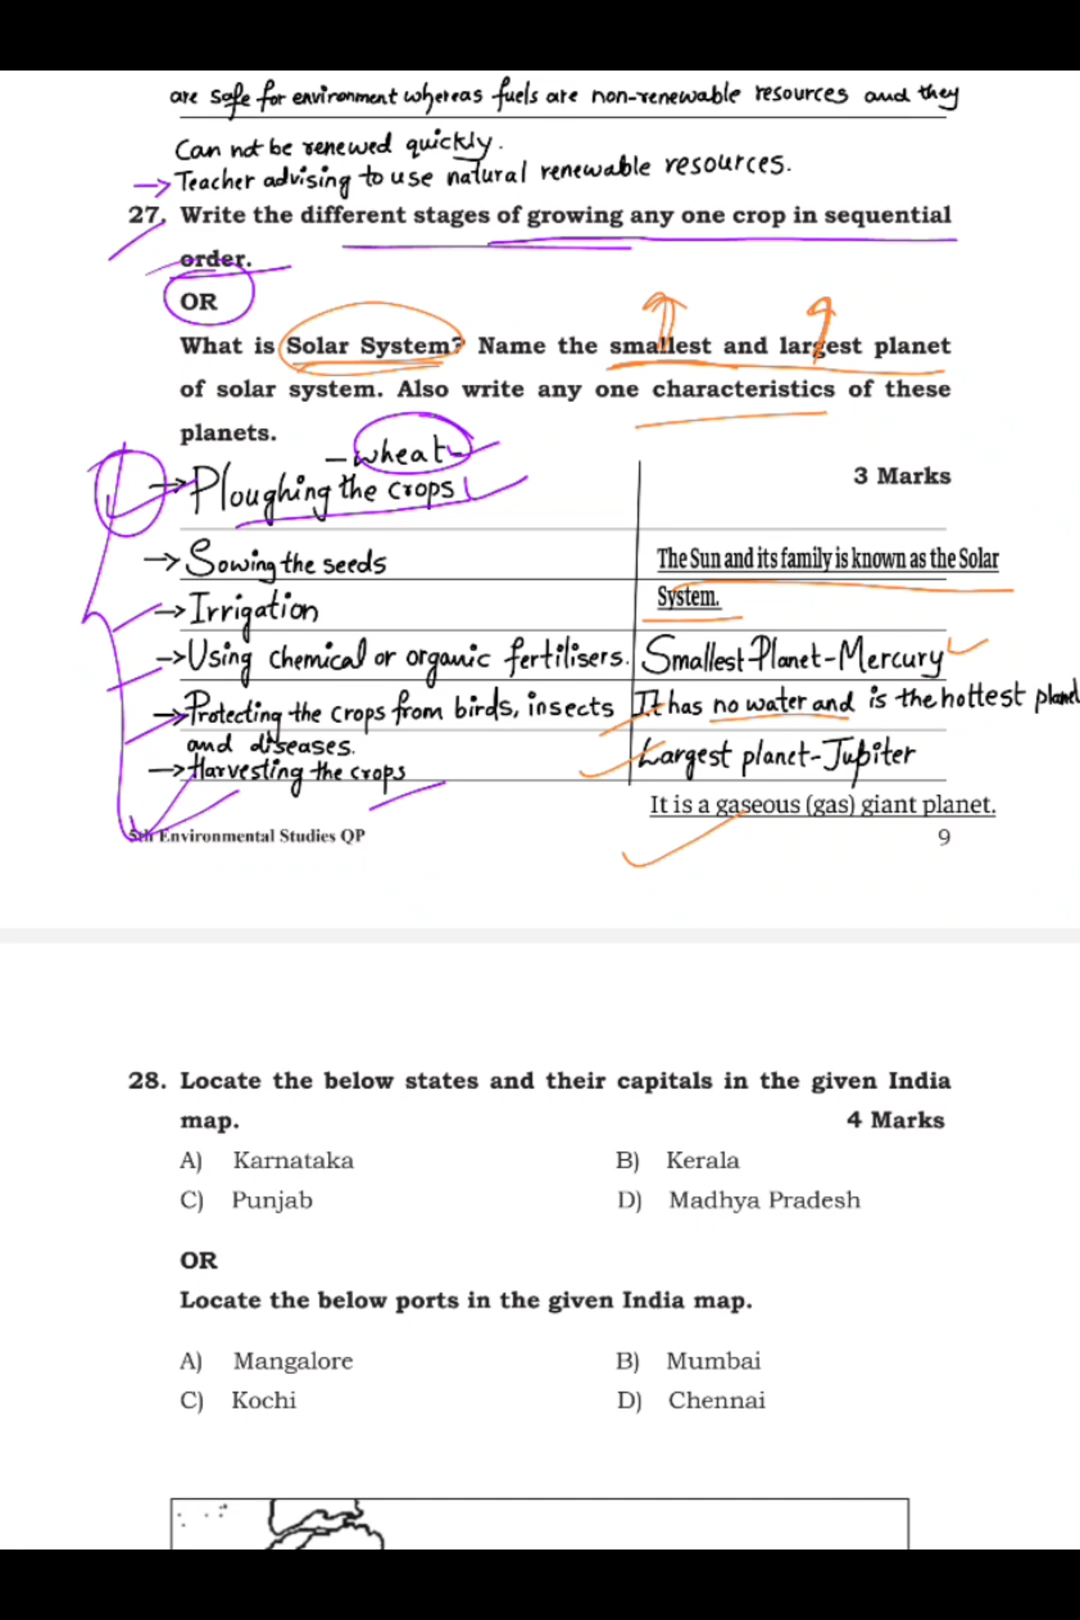 are safe for environment whereas fuels are non-renewable resources and they
Can not be renewed quickly.
→ Teacher advising to use natural renewable resources.
27. Write the different stages of growing any one crop in sequential
order.
OR
What is Solar System? Name the smallest and largest planet
of solar system. Also write any one characteristics of these
planets.
- wheat
3 Marks
→ Ploughing the crops
→ Sowing the seeds
→ Irrigation
→ Using chemical or organic fertilisers.
→ Protecting the crops from birds, insects
and diseases.
→ Harvesting the crops
The Sun and its family is known as the Solar
System.
Smallest Planet - Mercury
It has no water and is the hottest planet
Largest planet - Jupiter
It is a gaseous (gas) giant planet.
5th Environmental Studies QP
9
28. Locate the below states and their capitals in the given India
map.
4 Marks
A) Karnataka
B) Kerala
C) Punjab
D) Madhya Pradesh
OR
Locate the below ports in the given India map.
A) Mangalore
B) Mumbai
C) Kochi
D) Chennai